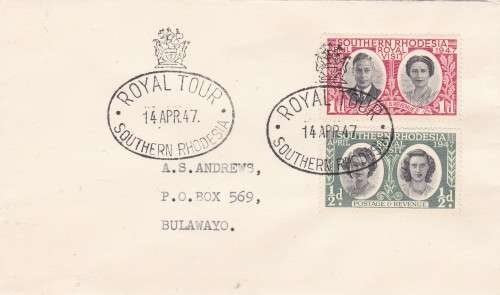 ROYAL TOUR
14 APR.47.
SOUTHERN RHODESIA
A.S.ANDREWS,
P.O.BOX 569,
BULAWAYO.
SOUTHERN RHODESIA
ROYAL VISIT
1947
1d 1d
ROYAL TOUR
14 APR.47.
SOUTHERN RHODESIA
SOUTHERN RHODESIA
APRIL 1947
½d ½d
POSTAGE & REVENUE